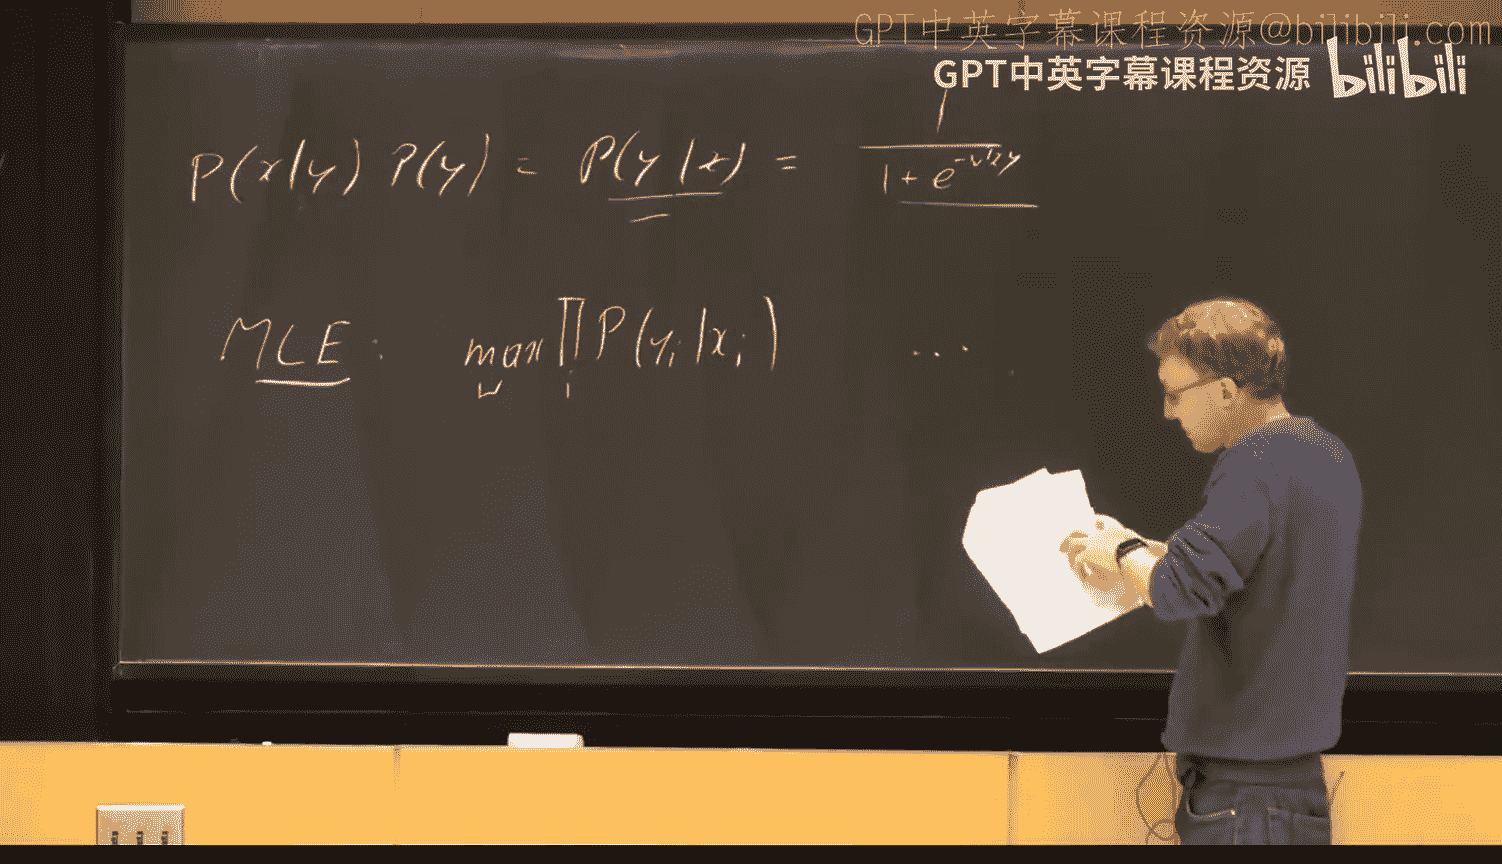 GPT中英字幕课程资源@bilibili.com
GPT中英字幕课程资源 bilibili
P(x|y) P(y) = P(y|x) = 1 / 1 + e^{-w^T x y}
MLE: max_w ∏_i P(y_i|x_i) ....